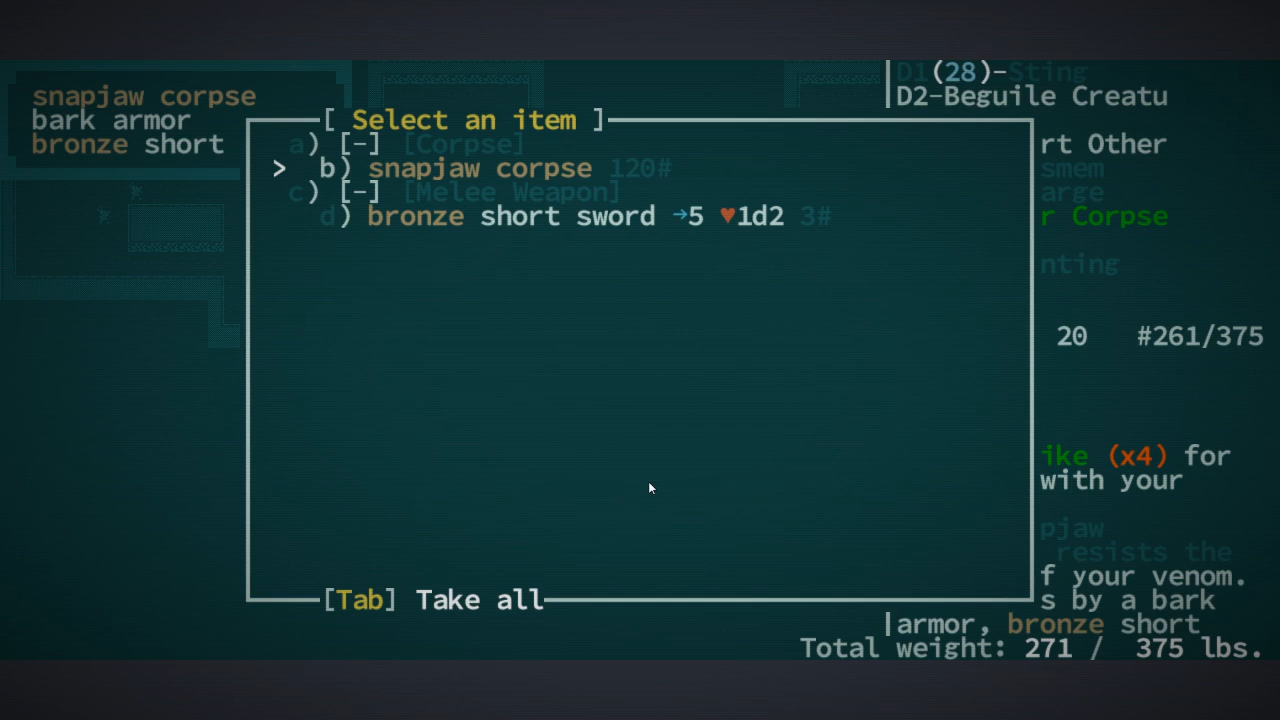 snapjaw corpse
bark armor
bronze short
[ Select an item ]
a) [-] [Corpse]
> b) snapjaw corpse 120#
c) [-] [Melee Weapon]
d) bronze short sword →5 ♥1d2 3#
[Tab] Take all
D1(28)-Sting
D2-Beguile Creatu
rt Other
smem
arge
r Corpse
nting
20 #261/375
ike (x4) for
with your
pjaw
resists the
f your venom.
s by a bark
armor, bronze short
Total weight: 271 / 375 lbs.